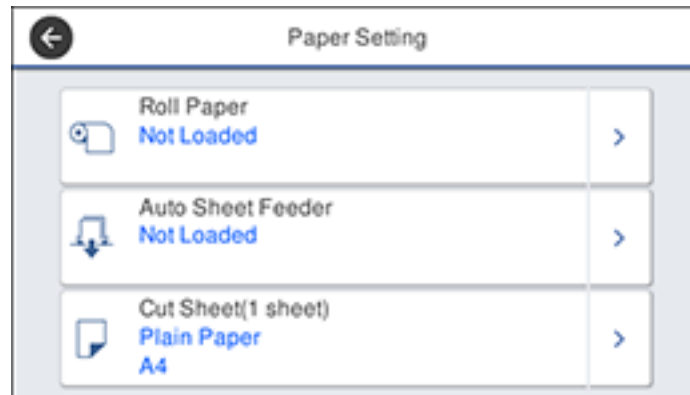 Paper Setting
Roll Paper
Not Loaded
Auto Sheet Feeder
Not Loaded
Cut Sheet(1 sheet)
Plain Paper
A4